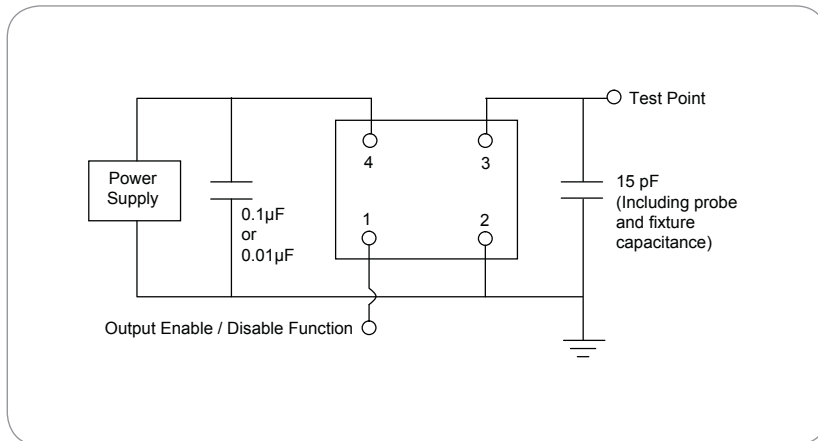 Test Point
4
3
Power
Supply
0.1µF
or
0.01µF
1
2
15 pF
(Including probe
and fixture
capacitance)
Output Enable / Disable Function